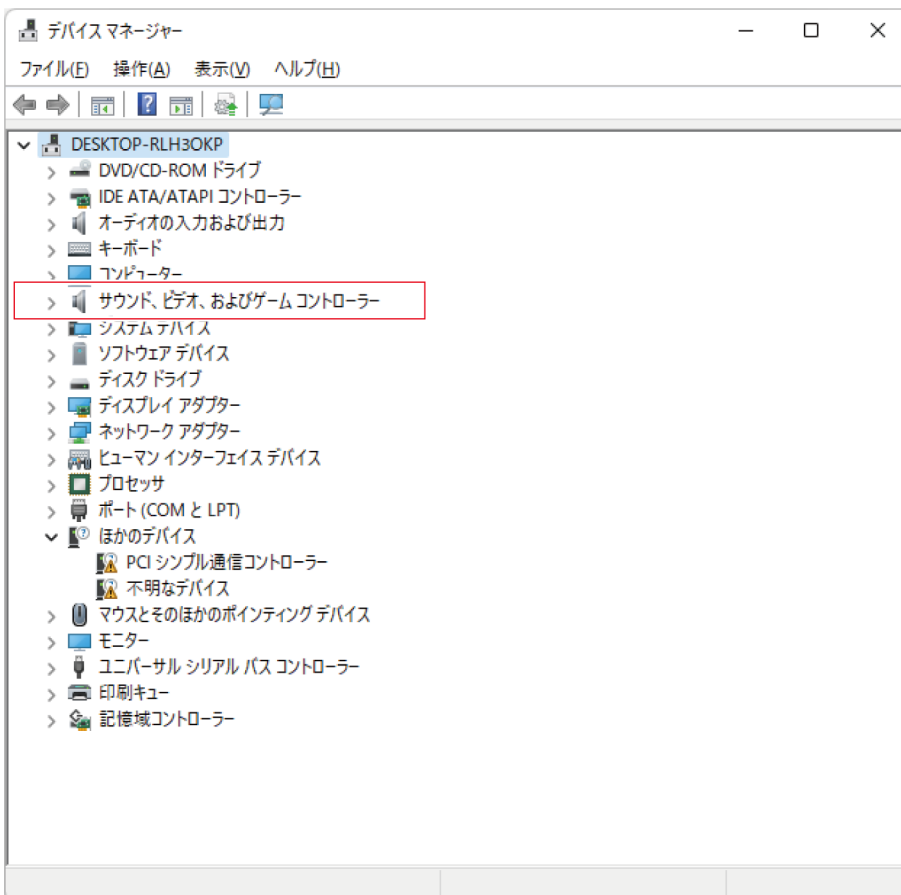 デバイス マネージャー
ファイル(F) 操作(A) 表示(V) ヘルプ(H)
DESKTOP-RLH3OKP
DVD/CD-ROM ドライブ
IDE ATA/ATAPI コントローラー
オーディオの入力および出力
キーボード
コンピューター
サウンド、ビデオ、およびゲーム コントローラー
システム デバイス
ソフトウェア デバイス
ディスク ドライブ
ディスプレイ アダプター
ネットワーク アダプター
ヒューマン インターフェイス デバイス
プロセッサ
ポート (COM と LPT)
ほかのデバイス
PCI シンプル通信コントローラー
不明なデバイス
マウスとそのほかのポインティング デバイス
モニター
ユニバーサル シリアル バス コントローラー
印刷キュー
記憶域コントローラー